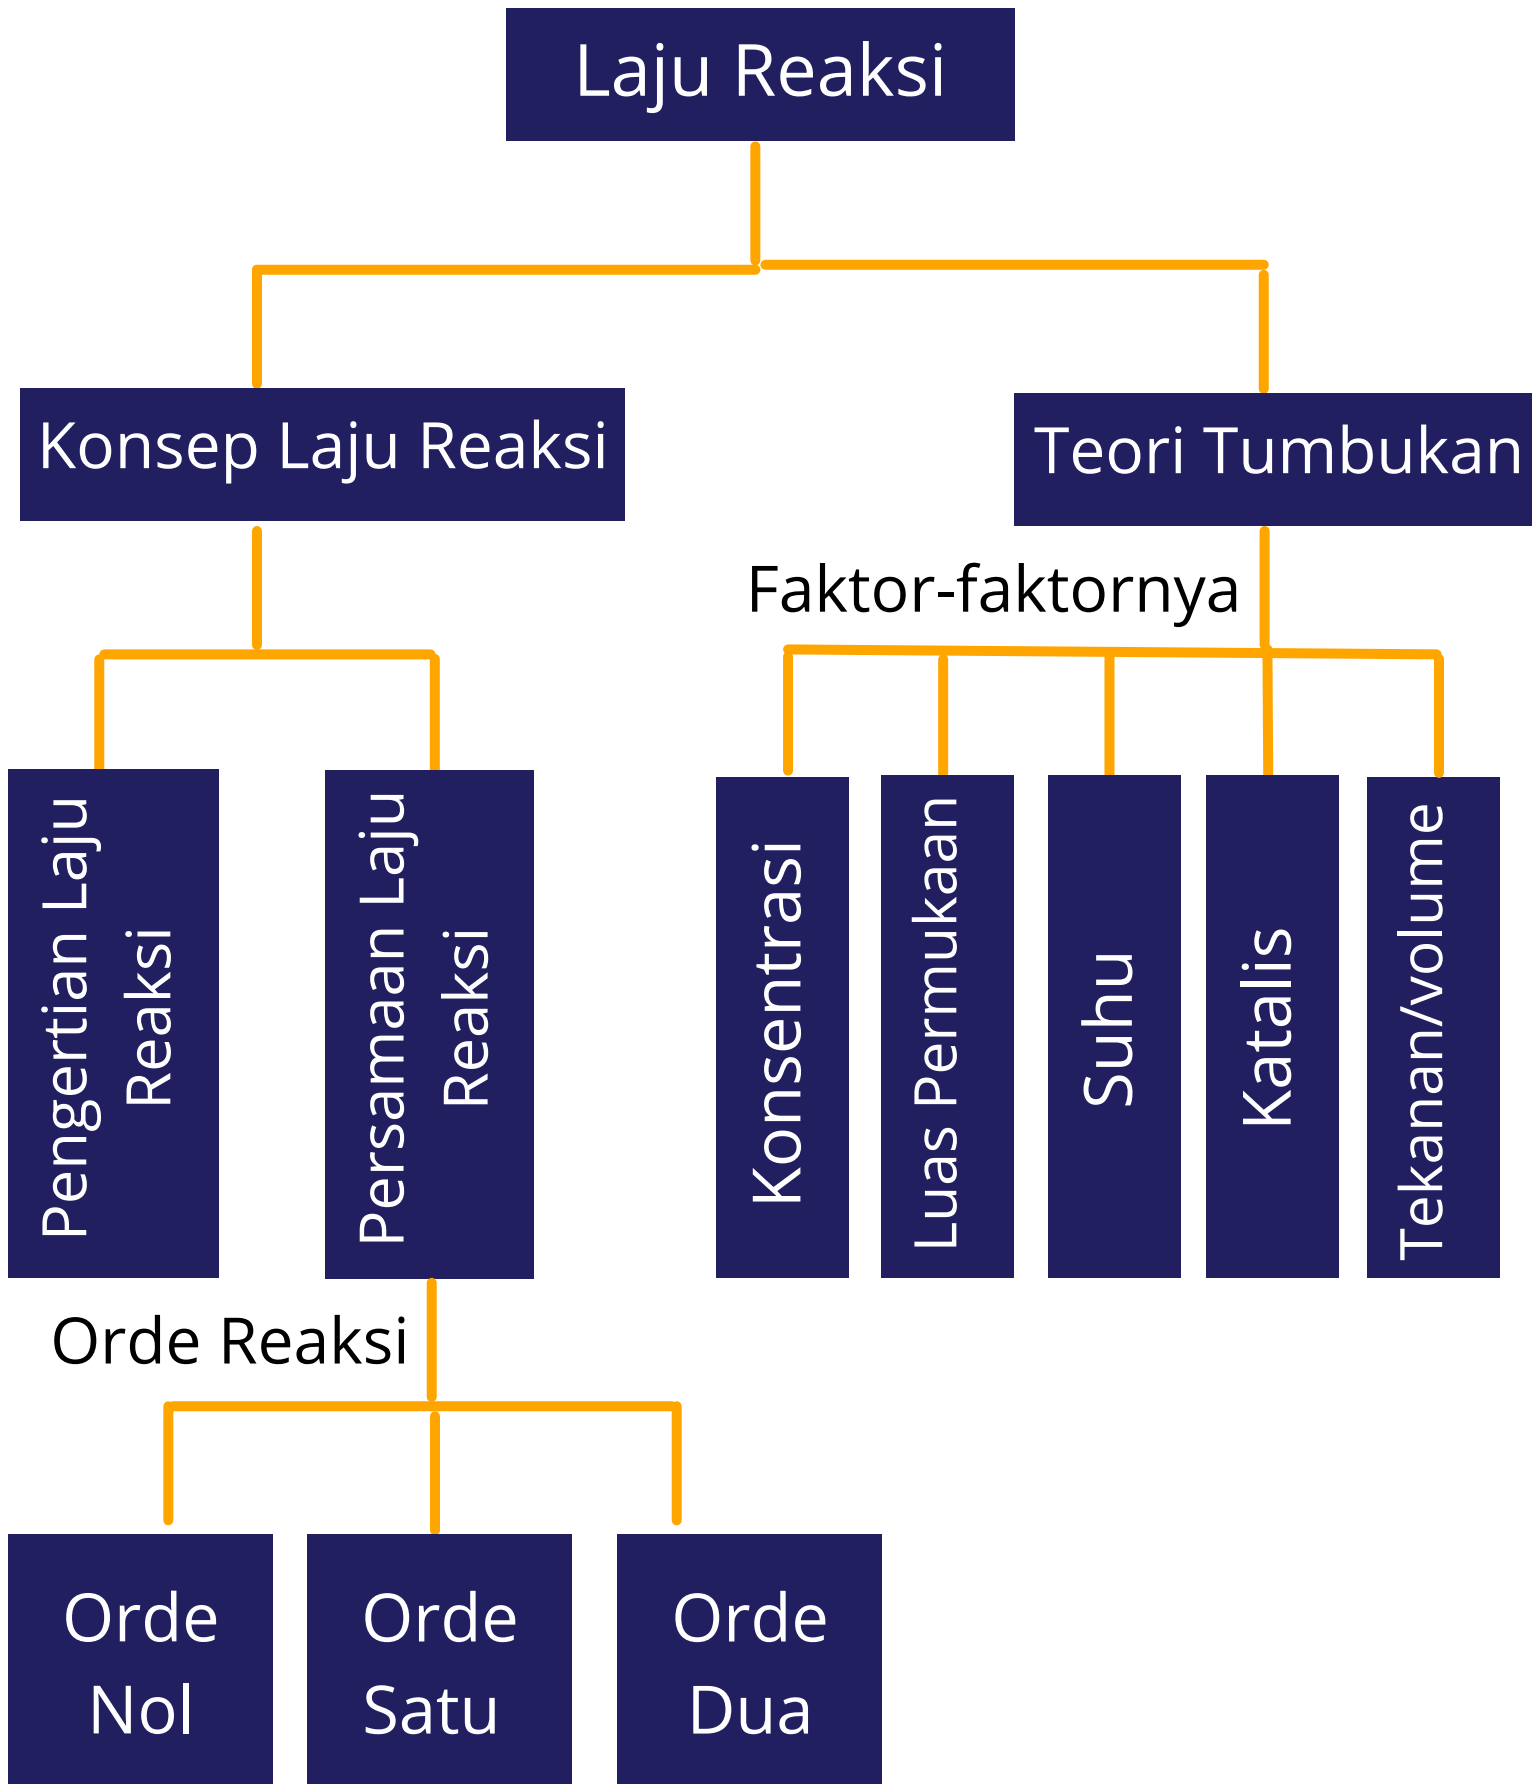 Laju Reaksi
Konsep Laju Reaksi
Teori Tumbukan
Faktor-faktornya
Pengertian Laju
Reaksi
Persamaan Laju
Reaksi
Konsentrasi
Luas Permukaan
Suhu
Katalis
Tekanan/volume
Orde Reaksi
Orde
Nol
Orde
Satu
Orde
Dua